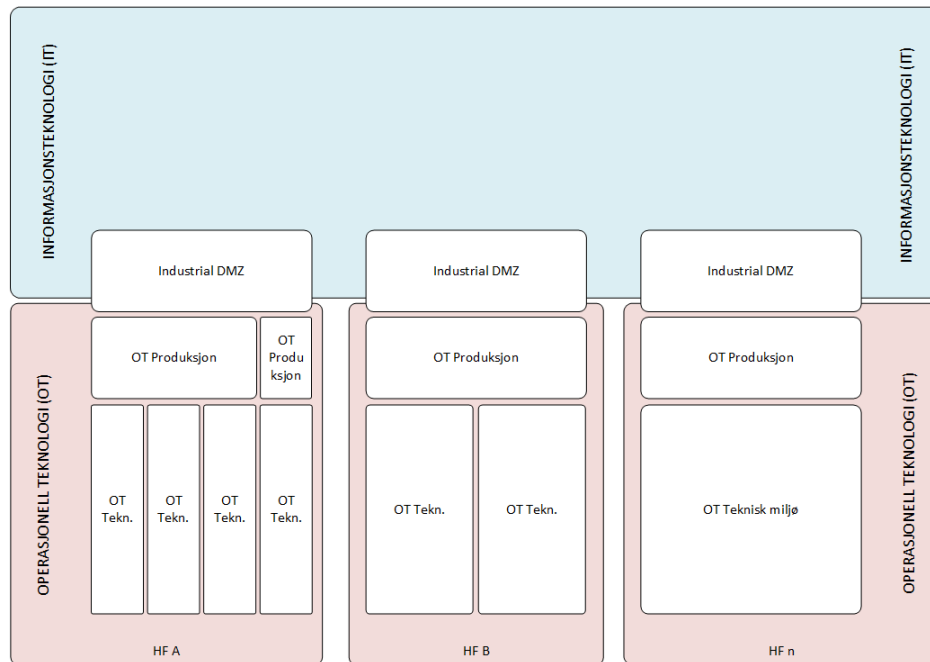 INFORMASJONSTEKNOLOGI (IT)
INFORMASJONSTEKNOLOGI (IT)
Industrial DMZ
Industrial DMZ
Industrial DMZ
OT Produksjon
OT
Produ
ksjon
OT Produksjon
OT Produksjon
OPERASJONELL TEKNOLOGI (OT)
OT
Tekn.
OT
Tekn.
OT
Tekn.
OT
Tekn.
OT Tekn.
OT Tekn.
OT Teknisk miljø
OPERASJONELL TEKNOLOGI (OT)
HF A
HF B
HF n